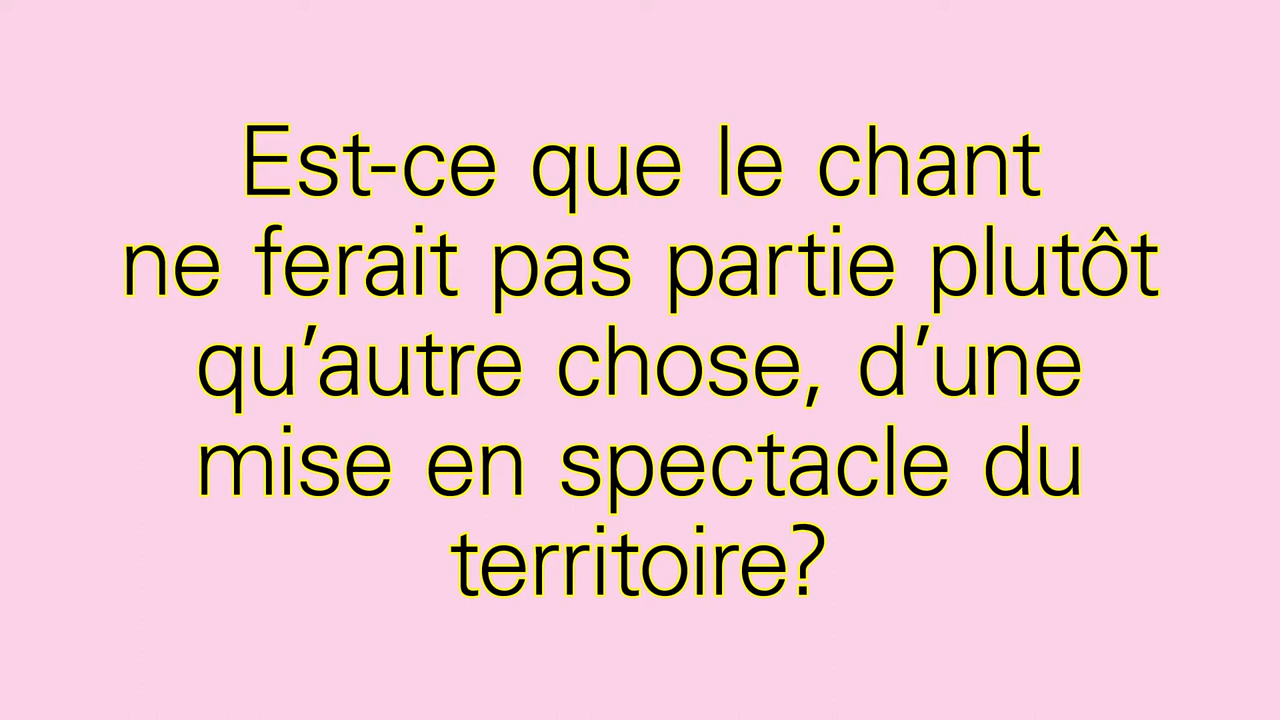 Est-ce que le chant
ne ferait pas partie plutôt
qu’autre chose, d’une
mise en spectacle du
territoire?